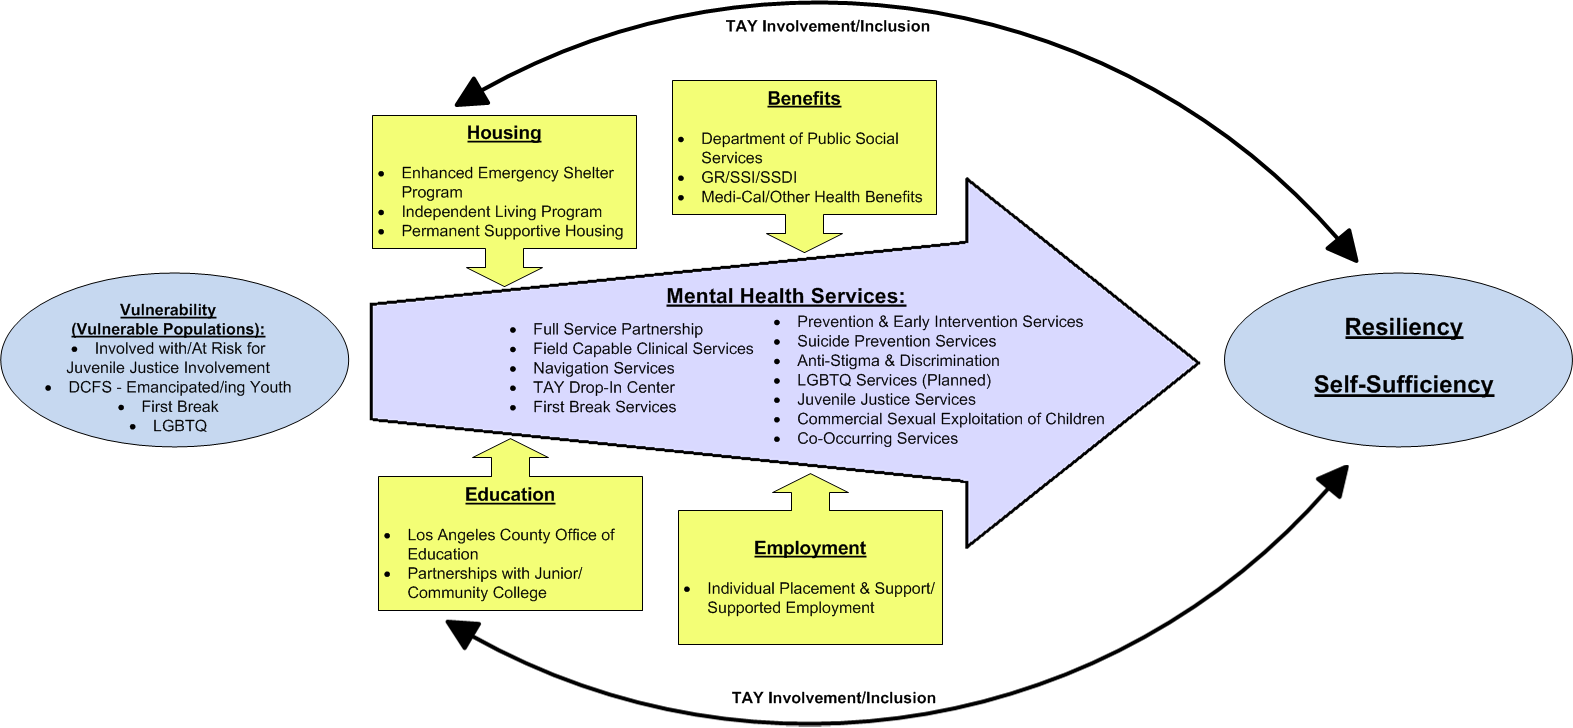 TAY Involvement/Inclusion
Housing
• Enhanced Emergency Shelter
Program
• Independent Living Program
• Permanent Supportive Housing
Benefits
• Department of Public Social
Services
• GR/SSI/SSDI
• Medi-Cal/Other Health Benefits
Vulnerability
(Vulnerable Populations):
• Involved with/At Risk for
Juvenile Justice Involvement
• DCFS - Emancipated/ing Youth
• First Break
• LGBTQ
Mental Health Services:
• Full Service Partnership
• Field Capable Clinical Services
• Navigation Services
• TAY Drop-In Center
• First Break Services
• Prevention & Early Intervention Services
• Suicide Prevention Services
• Anti-Stigma & Discrimination
• LGBTQ Services (Planned)
• Juvenile Justice Services
• Commercial Sexual Exploitation of Children
• Co-Occurring Services
Resiliency
Self-Sufficiency
Education
• Los Angeles County Office of
Education
• Partnerships with Junior/
Community College
Employment
• Individual Placement & Support/
Supported Employment
TAY Involvement/Inclusion